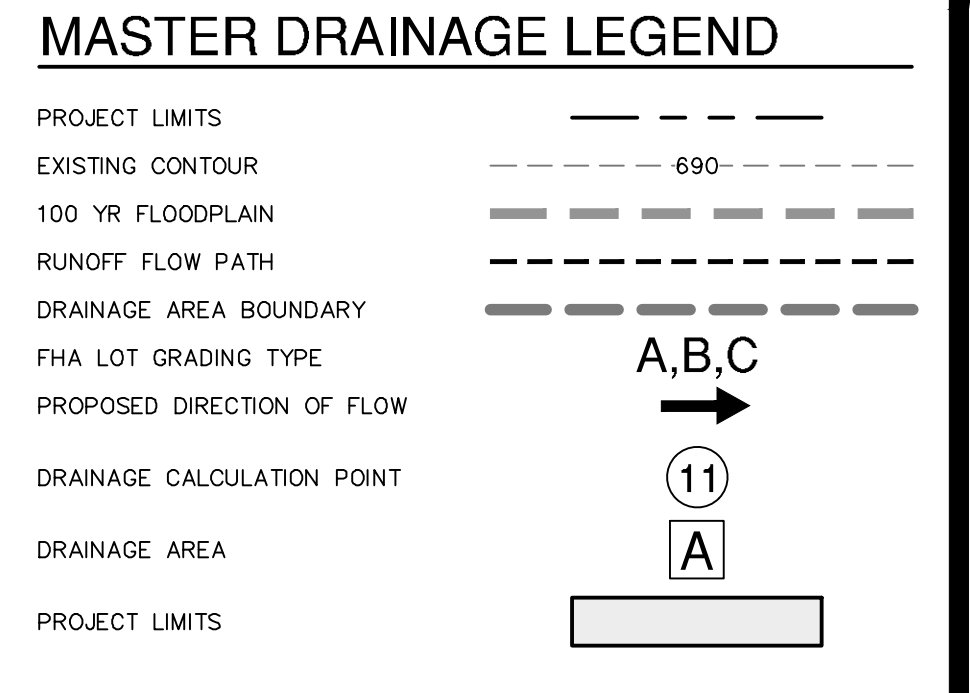 MASTER DRAINAGE LEGEND
PROJECT LIMITS
EXISTING CONTOUR 690
100 YR FLOODPLAIN
RUNOFF FLOW PATH
DRAINAGE AREA BOUNDARY
FHA LOT GRADING TYPE A,B,C
PROPOSED DIRECTION OF FLOW
DRAINAGE CALCULATION POINT 11
DRAINAGE AREA A
PROJECT LIMITS